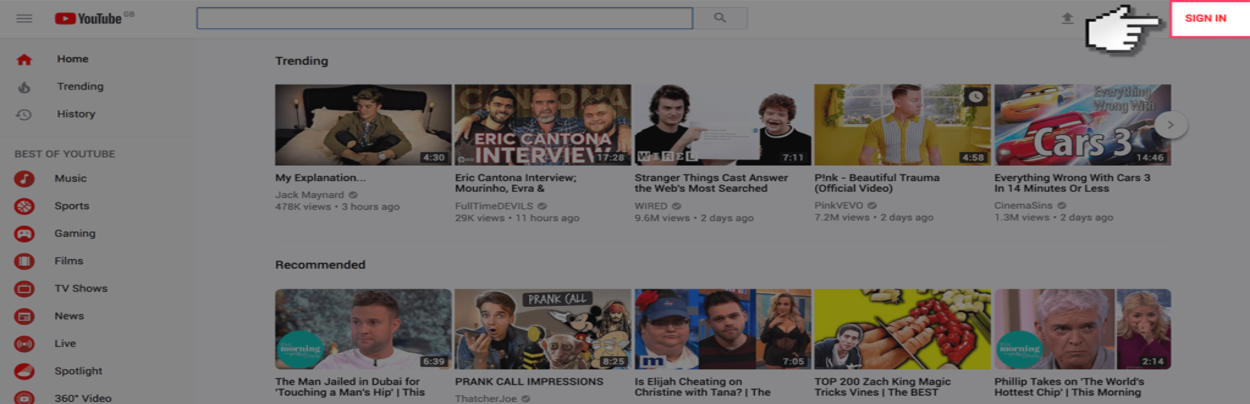 YouTube GB
SIGN IN
Home
Trending
History
BEST OF YOUTUBE
Music
Sports
Gaming
Films
TV Shows
News
Live
Spotlight
360° Video
Trending
4:30
My Explanation...
Jack Maynard
478K views • 3 hours ago
CANTONA
ERIC CANTONA
INTERVIEW
17:28
Eric Cantona Interview;
Mourinho, Evra &
FullTimeDEVILS
29K views • 11 hours ago
WIRED
7:11
Stranger Things Cast Answer
the Web's Most Searched
WIRED
9.6M views • 2 days ago
4:58
P!nk - Beautiful Trauma
(Official Video)
PinkVEVO
7.2M views • 2 days ago
Everything
Wrong With
Cars 3
14:46
Everything Wrong With Cars 3
In 14 Minutes Or Less
CinemaSins
1.3M views • 2 days ago
Recommended
morning
6:39
The Man Jailed in Dubai for
'Touching a Man's Hip' | This
PRANK CALL
8:25
PRANK CALL IMPRESSIONS
ThatcherJoe
m
7:05
Is Elijah Cheating on
Christine with Tana? | The
TOP 200 Zach King Magic
Tricks Vines | The BEST
morning
2:14
Phillip Takes on 'The World's
Hottest Chip' | This Morning